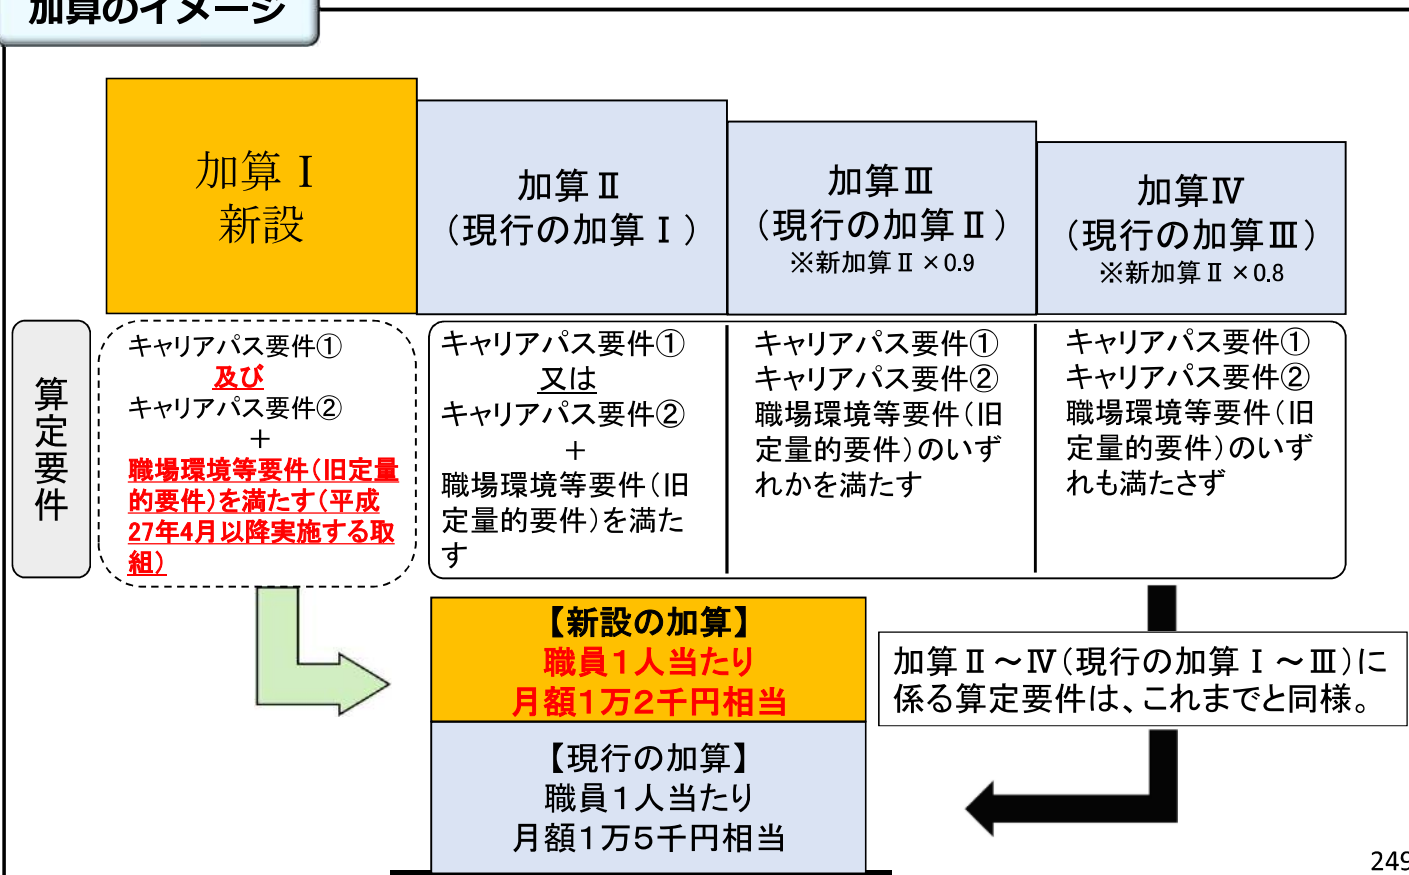 加算のイメージ
加算Ⅰ
新設
加算Ⅱ
（現行の加算Ⅰ）
加算Ⅲ
（現行の加算Ⅱ）
※新加算Ⅱ×0.9
加算Ⅳ
（現行の加算Ⅲ）
※新加算Ⅱ×0.8
算定要件
キャリアパス要件①
及び
キャリアパス要件②
＋
職場環境等要件（旧定量
的要件）を満たす（平成
27年4月以降実施する取
組）
キャリアパス要件①
又は
キャリアパス要件②
＋
職場環境等要件（旧
定量的要件）を満た
す
キャリアパス要件①
キャリアパス要件②
職場環境等要件（旧
定量的要件）のいず
れかを満たす
キャリアパス要件①
キャリアパス要件②
職場環境等要件（旧
定量的要件）のいず
れも満たさず
【新設の加算】
職員１人当たり
月額１万２千円相当
【現行の加算】
職員１人当たり
月額１万５千円相当
加算Ⅱ～Ⅳ（現行の加算Ⅰ～Ⅲ）に
係る算定要件は、これまでと同様。
249